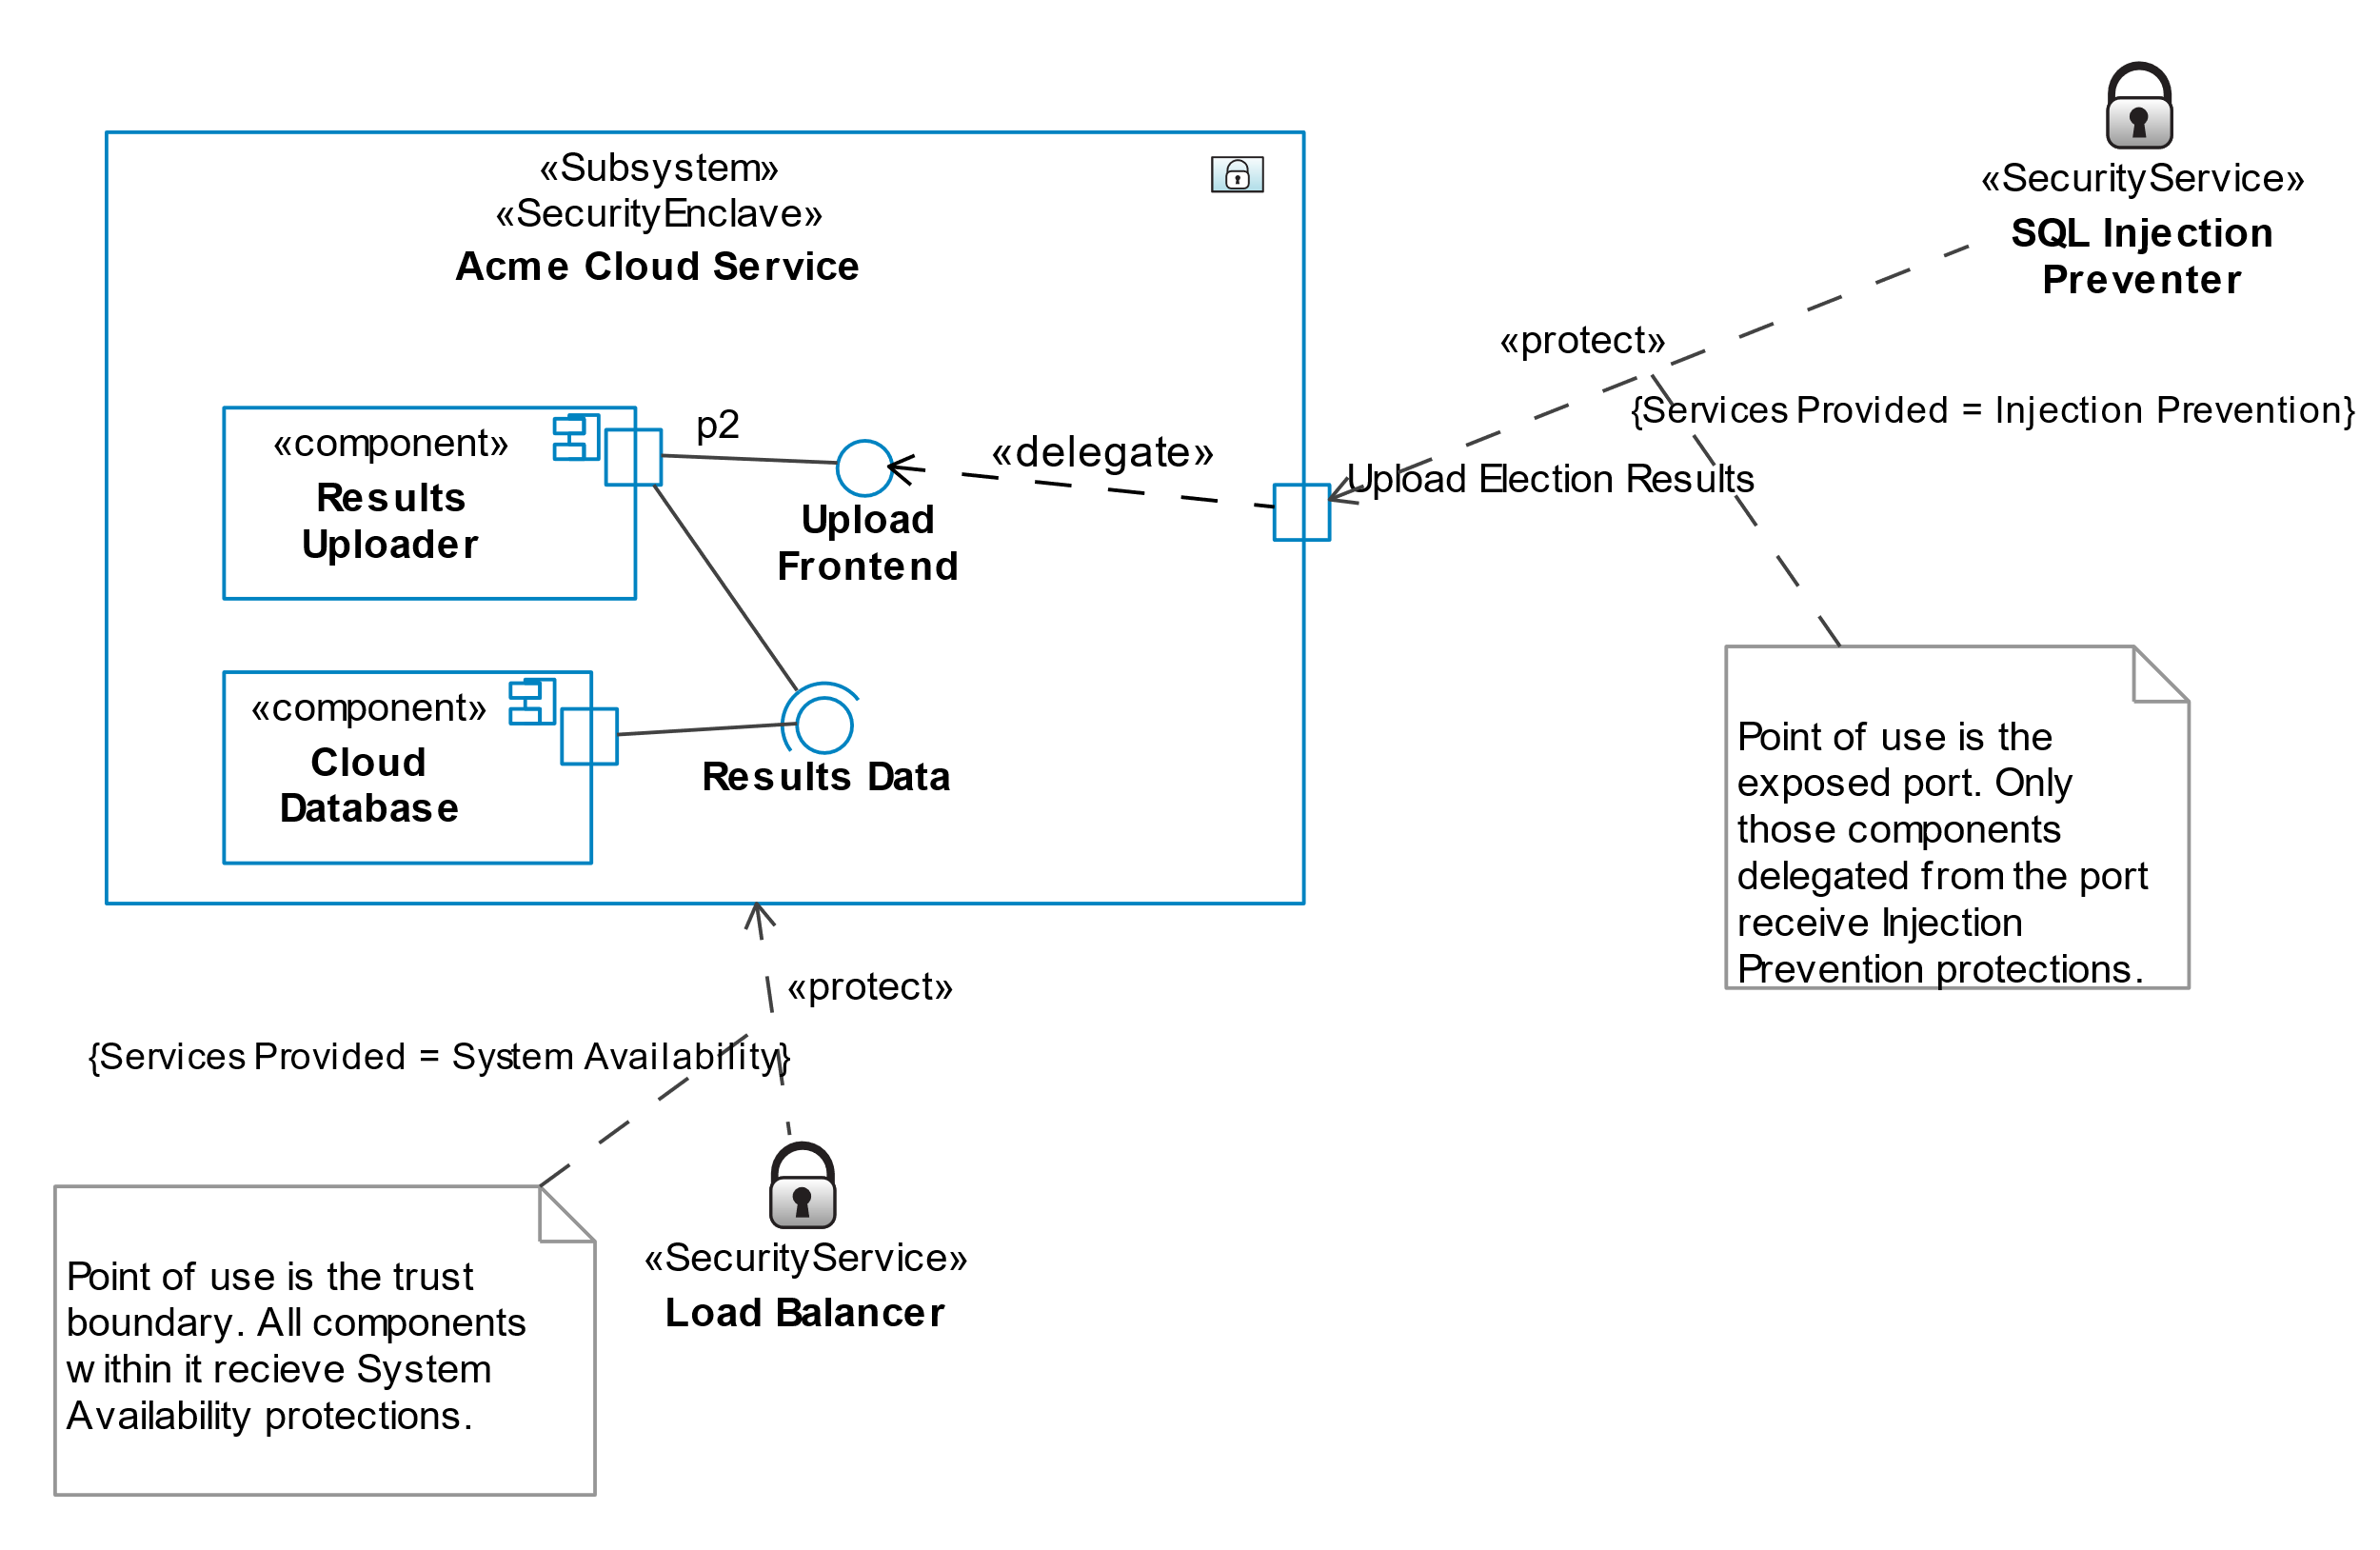 «Subsystem»
«SecurityEnclave»
Acme Cloud Service
«SecurityService»
SQL Injection
Preventer
«protect»
{Services Provided = Injection Prevention}
Upload Election Results
«component»
Results
Uploader
p2
«delegate»
Upload
Frontend
«component»
Cloud
Database
Results Data
Point of use is the
exposed port. Only
those components
delegated from the port
receive Injection
Prevention protections.
«protect»
{Services Provided = System Availability}
«SecurityService»
Load Balancer
Point of use is the trust
boundary. All components
within it recieve System
Availability protections.